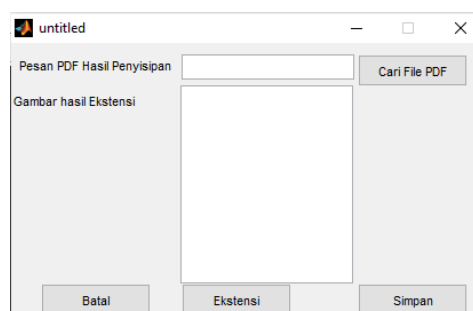 untitled
Pesan PDF Hasil Penyisipan
Cari File PDF
Gambar hasil Ekstensi
Batal
Ekstensi
Simpan